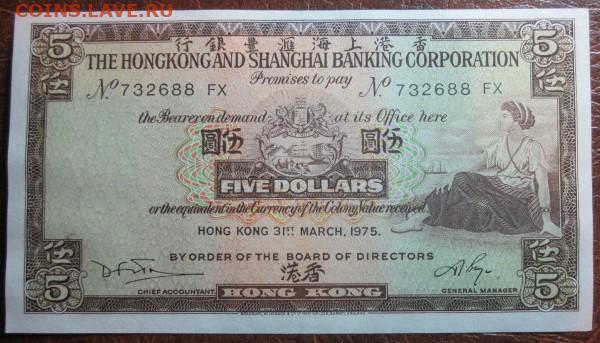 COINS.LAVE.RU
5 行銀豐滙海上港香 5
伍 THE HONGKONG AND SHANGHAI BANKING CORPORATION 伍
Promises to pay
No 732688 FX No 732688 FX
the Bearer on demand at its Office here
圓伍 圓伍
FIVE DOLLARS
or the equivalent in the Currency of the Colony, Value received
HONG KONG 31ST MARCH, 1975.
BY ORDER OF THE BOARD OF DIRECTORS
伍 港香 伍
5 CHIEF ACCOUNTANT. HONG KONG GENERAL MANAGER 5